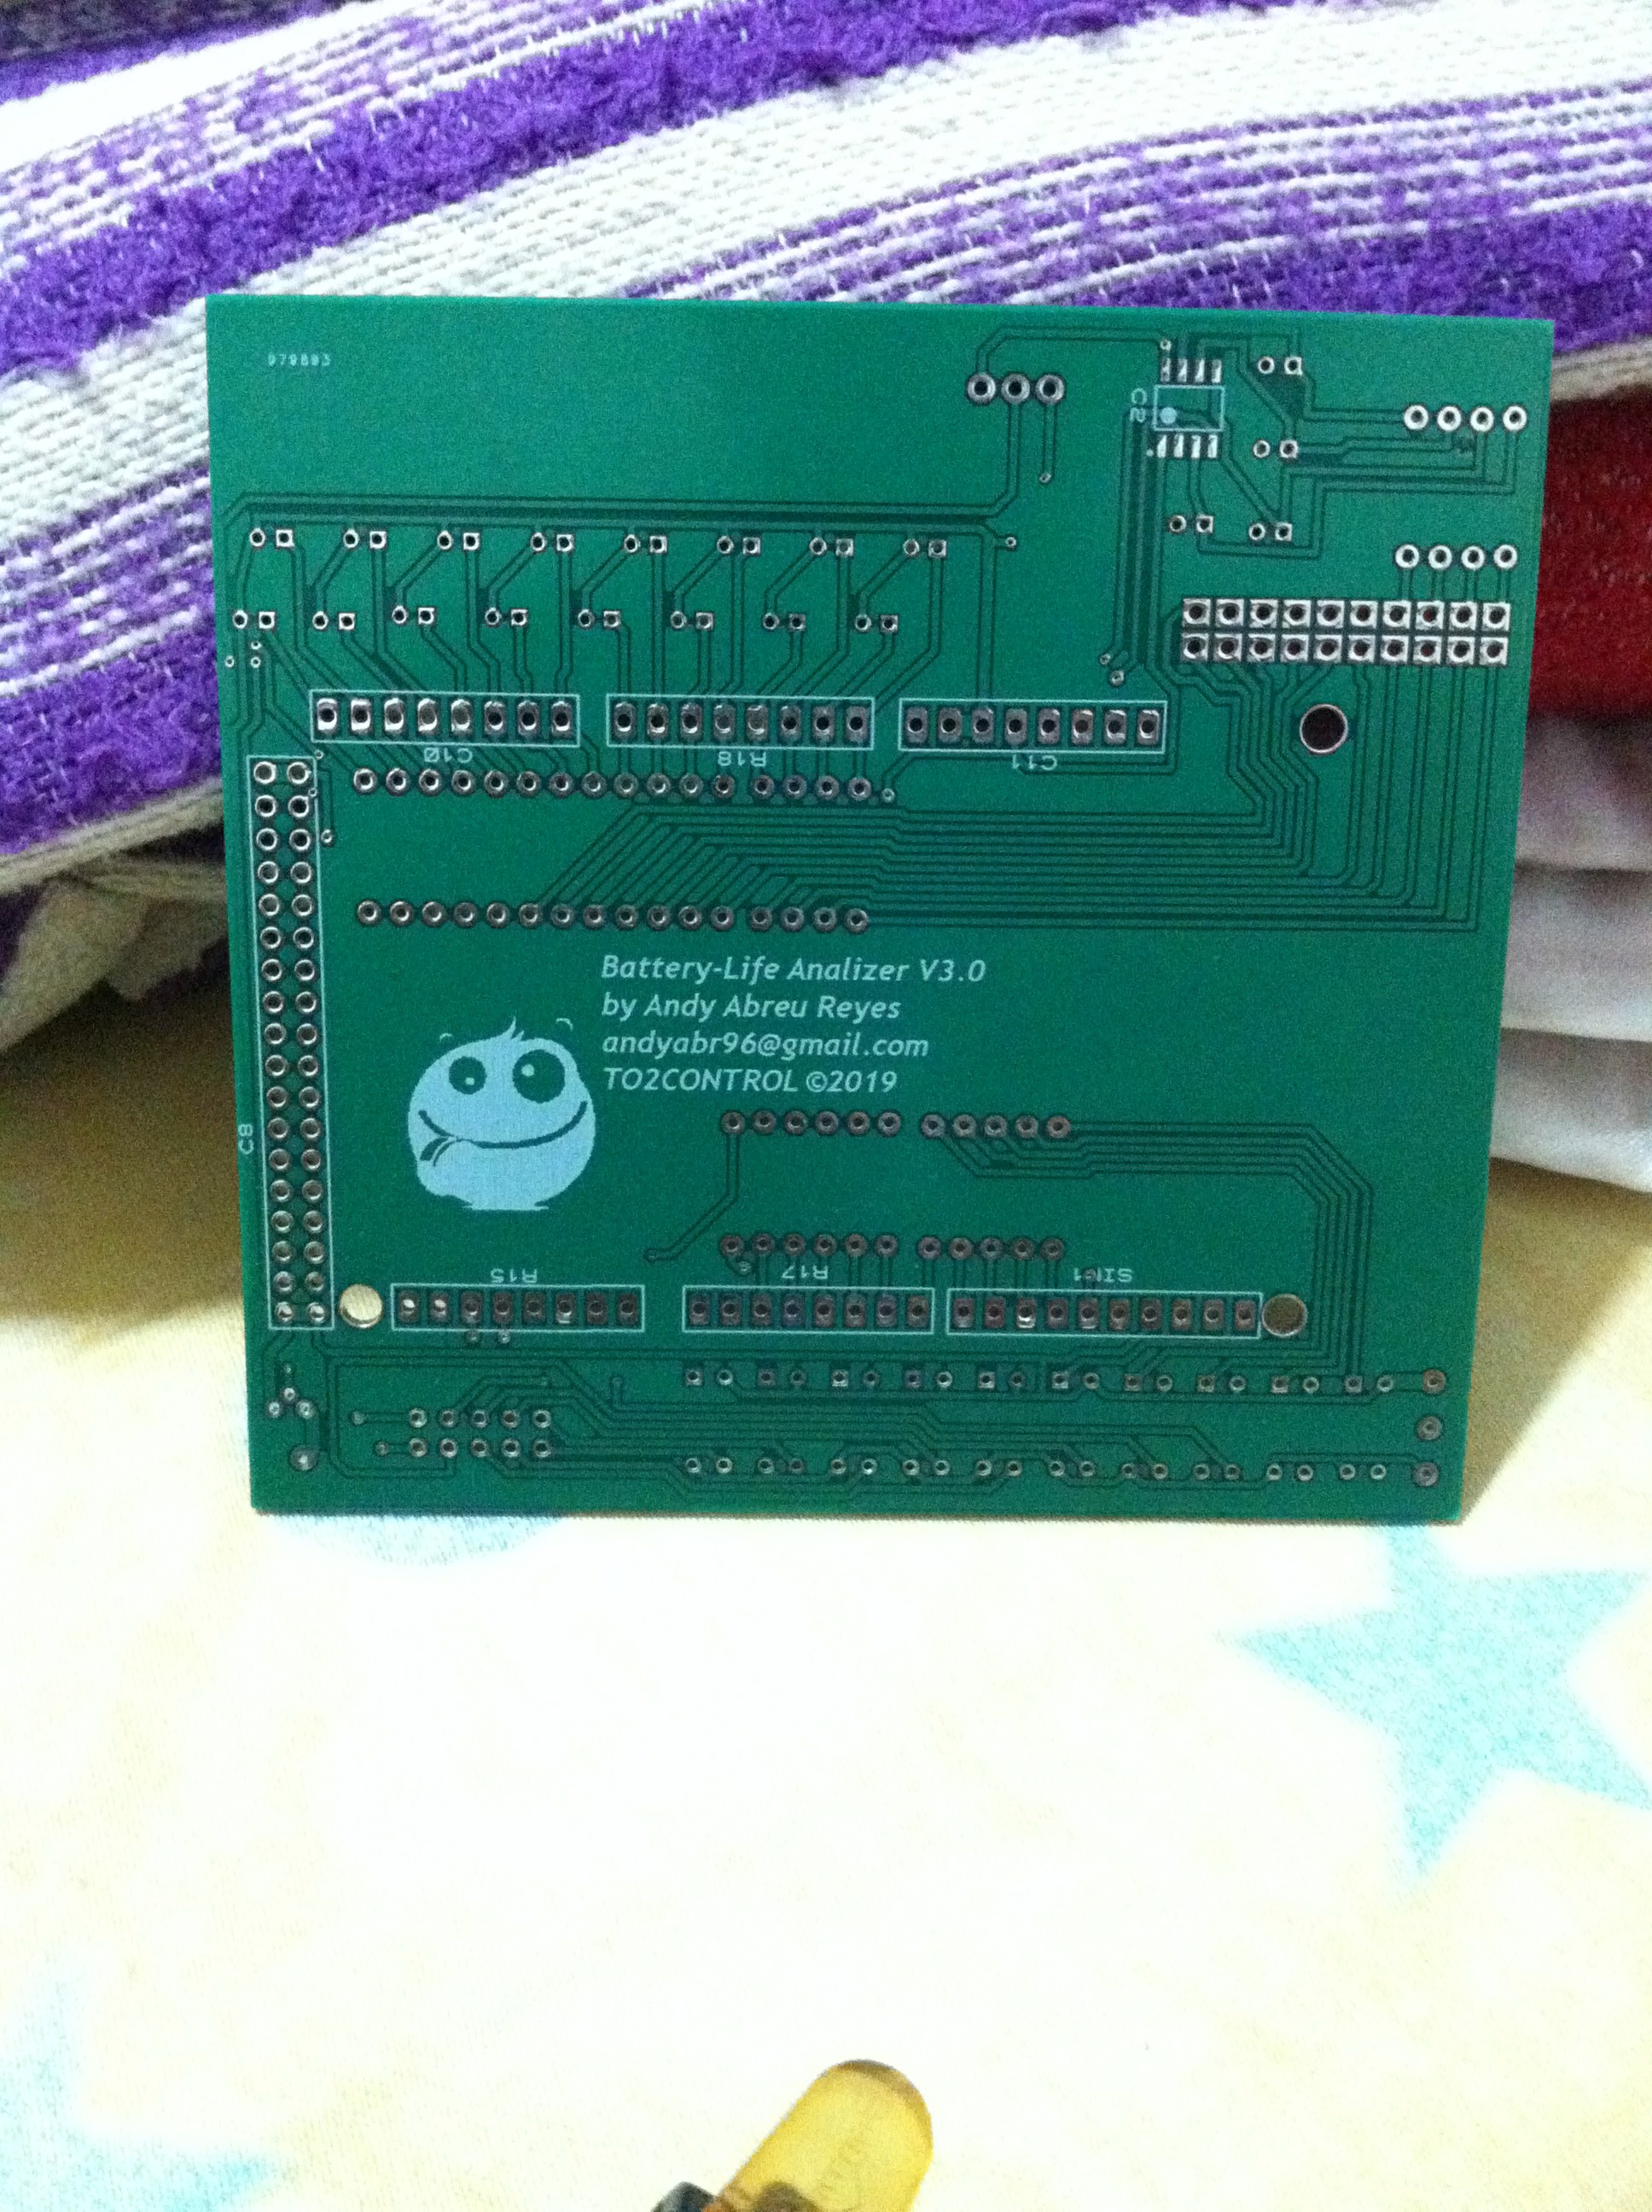 979893
C2
C10
R18
C11
Battery-Life Analizer V3.0
by Andy Abreu Reyes
andyabr96@gmail.com
TO2CONTROL ©2019
C8
R15
R17
SIM1